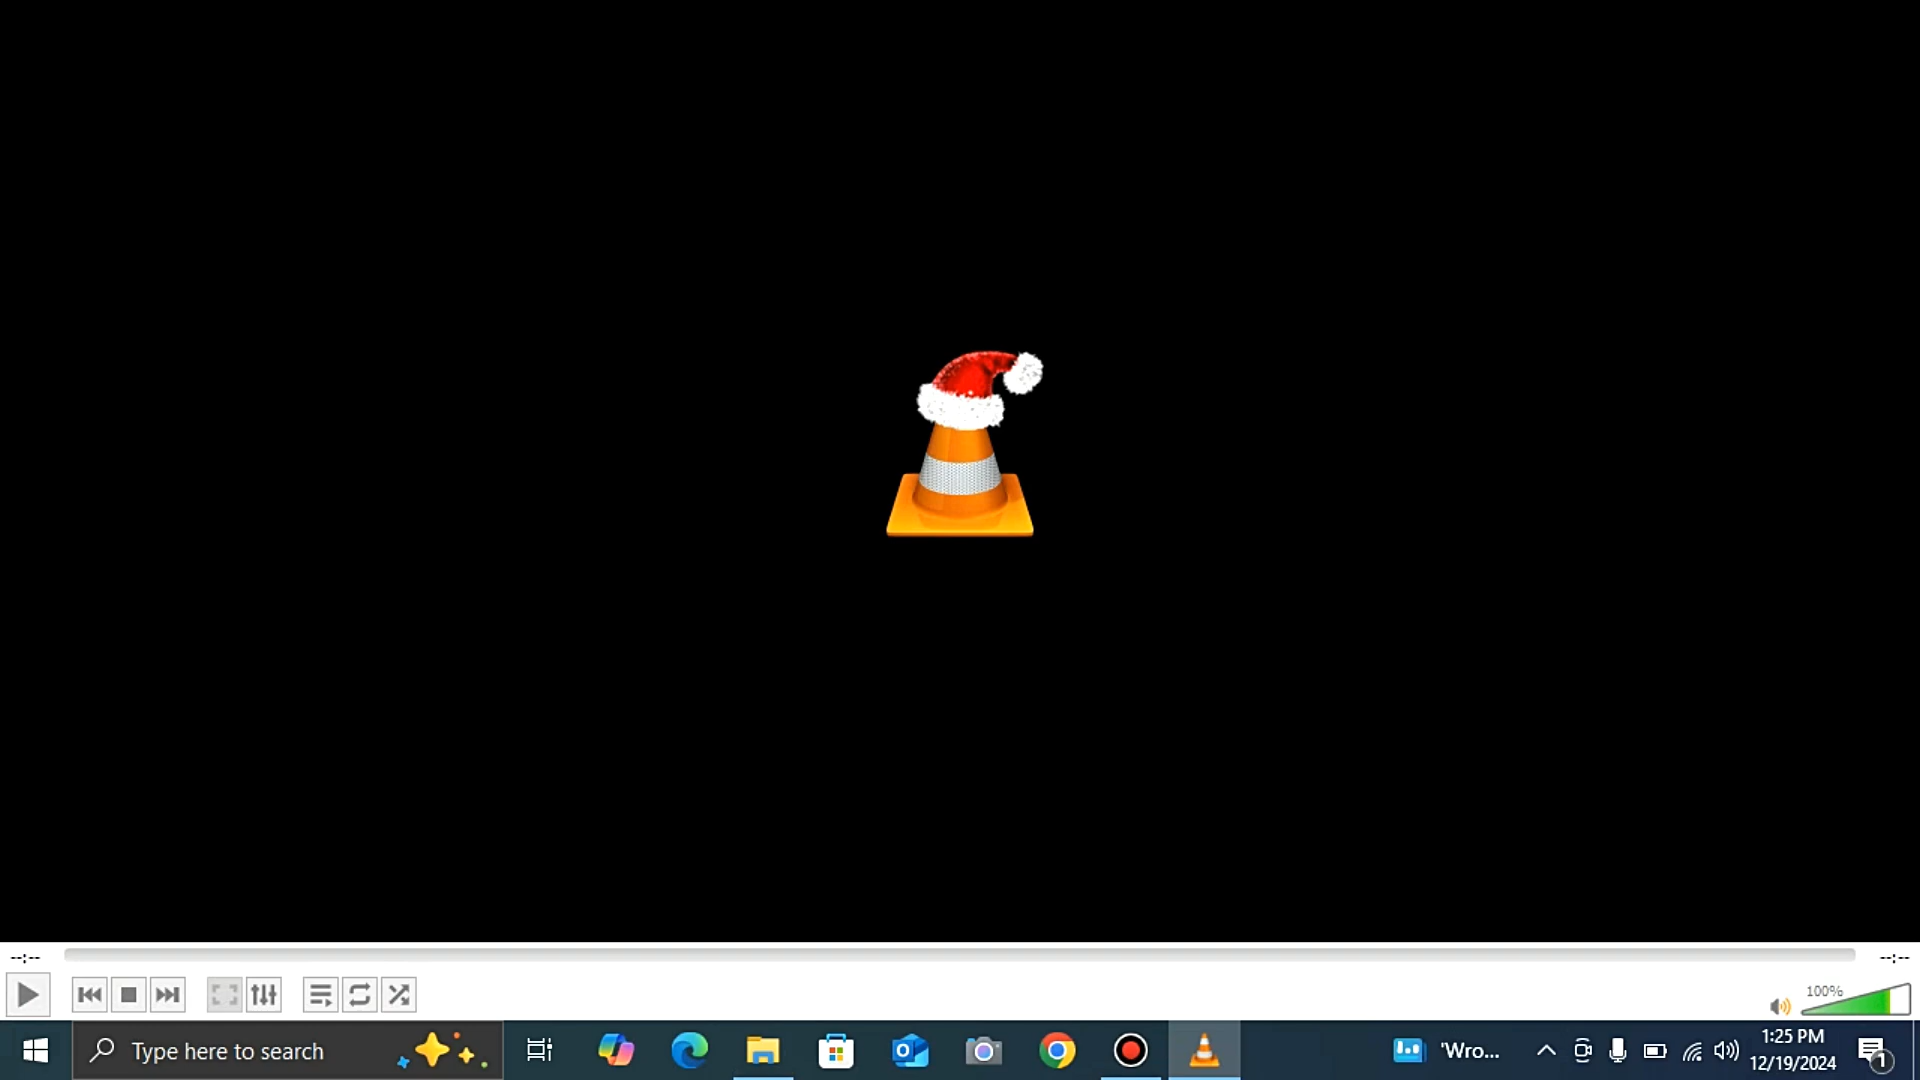 --:--
--:--
100%
Type here to search
'Wro...
1:25 PM
12/19/2024
1